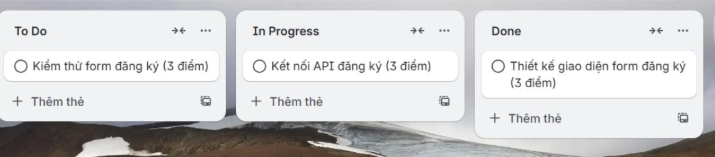 To Do
Kiểm thử form đăng ký (3 điểm)
+ Thêm thẻ
In Progress
Kết nối API đăng ký (3 điểm)
+ Thêm thẻ
Done
Thiết kế giao diện form đăng ký
(3 điểm)
+ Thêm thẻ